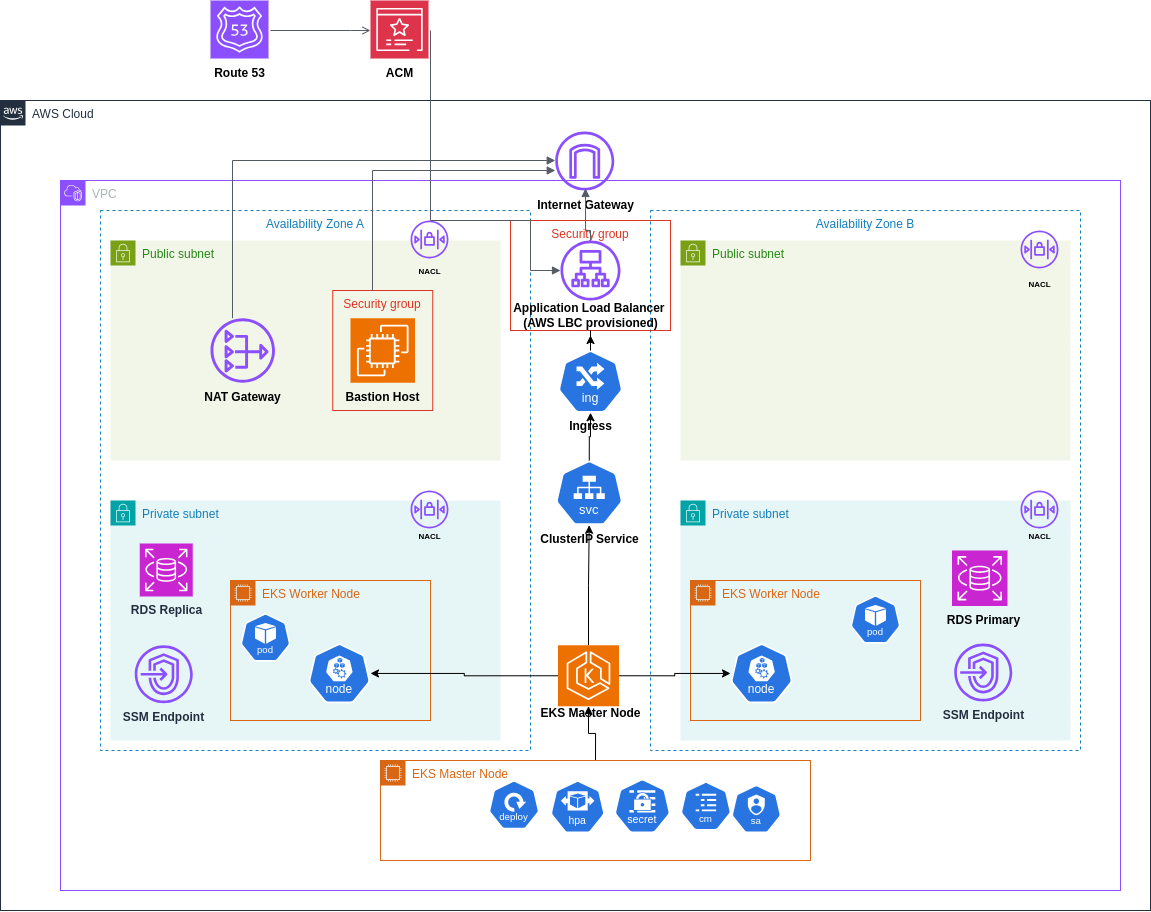 53
Route 53
ACM
aws
AWS Cloud
VPC
Internet Gateway
Availability Zone A
Availability Zone B
Public subnet
NACL
Security group
Public subnet
NACL
Security group
Application Load Balancer
(AWS LBC provisioned)
NAT Gateway
Bastion Host
ing
Ingress
svc
ClusterIP Service
Private subnet
NACL
Private subnet
NACL
RDS Replica
EKS Worker Node
pod
node
SSM Endpoint
K
EKS Master Node
EKS Worker Node
pod
node
RDS Primary
SSM Endpoint
EKS Master Node
deploy
hpa
secret
cm
sa